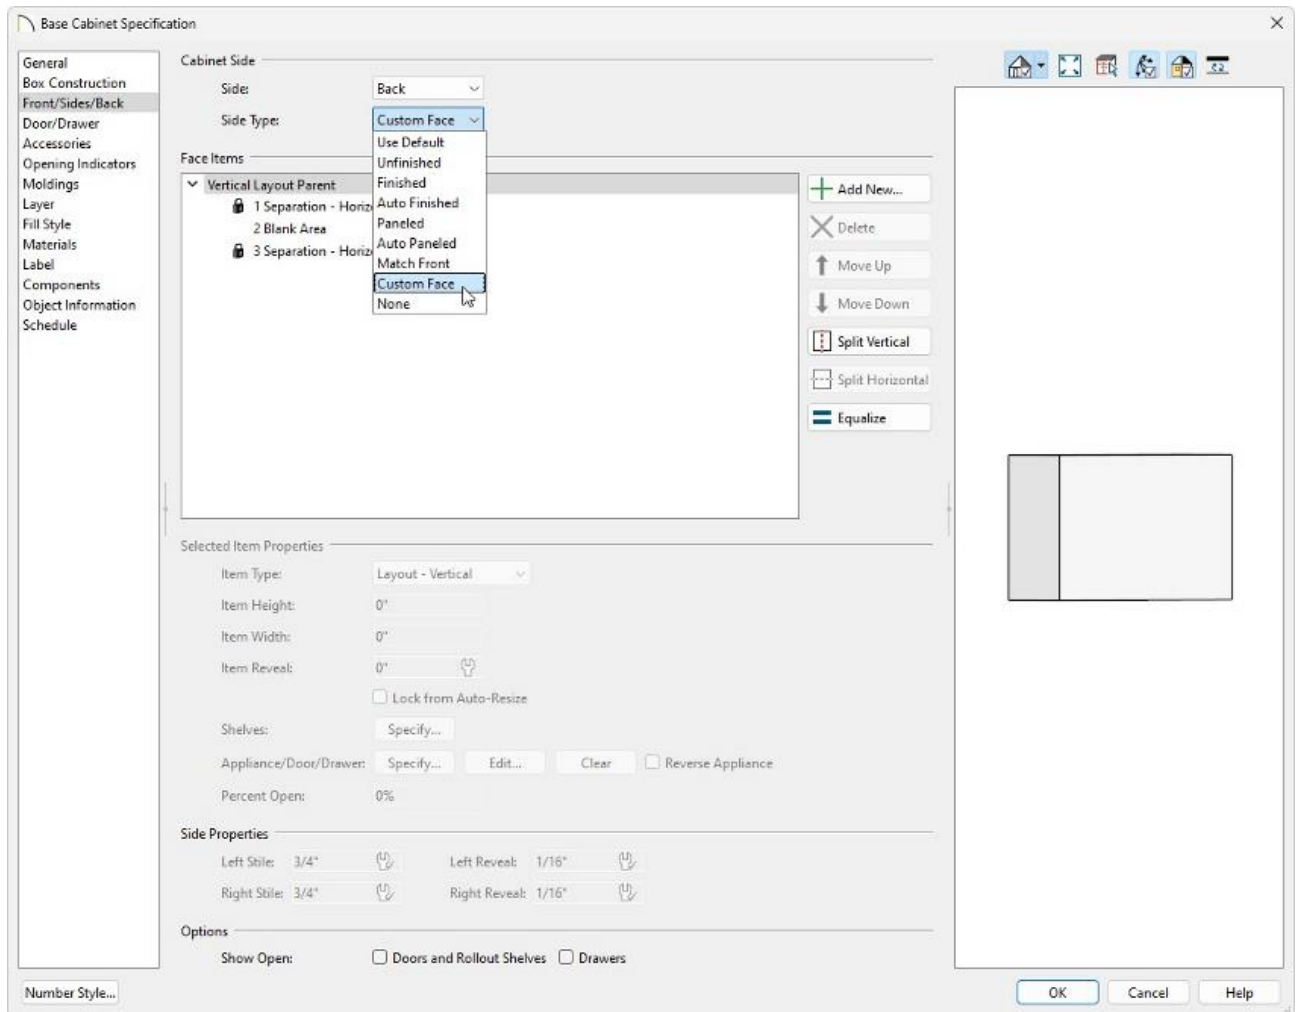 Base Cabinet Specification
General
Box Construction
Front/Sides/Back
Door/Drawer
Accessories
Opening Indicators
Moldings
Layer
Fill Style
Materials
Label
Components
Object Information
Schedule
Cabinet Side
Side: Back
Side Type: Custom Face
Use Default
Unfinished
Finished
Auto Finished
Paneled
Auto Paneled
Match Front
Custom Face
None
Face Items
Vertical Layout Parent
1 Separation - Horiz
2 Blank Area
3 Separation - Horiz
Add New...
Delete
Move Up
Move Down
Split Vertical
Split Horizontal
Equalize
Selected Item Properties
Item Type: Layout - Vertical
Item Height: 0"
Item Width: 0"
Item Reveal: 0"
Lock from Auto-Resize
Shelves: Specify...
Appliance/Door/Drawer: Specify... Edit... Clear Reverse Appliance
Percent Open: 0%
Side Properties
Left Stile: 3/4" Left Reveal: 1/16"
Right Stile: 3/4" Right Reveal: 1/16"
Options
Show Open: Doors and Rollout Shelves Drawers
Number Style... OK Cancel Help